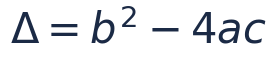 Δ = b² − 4ac